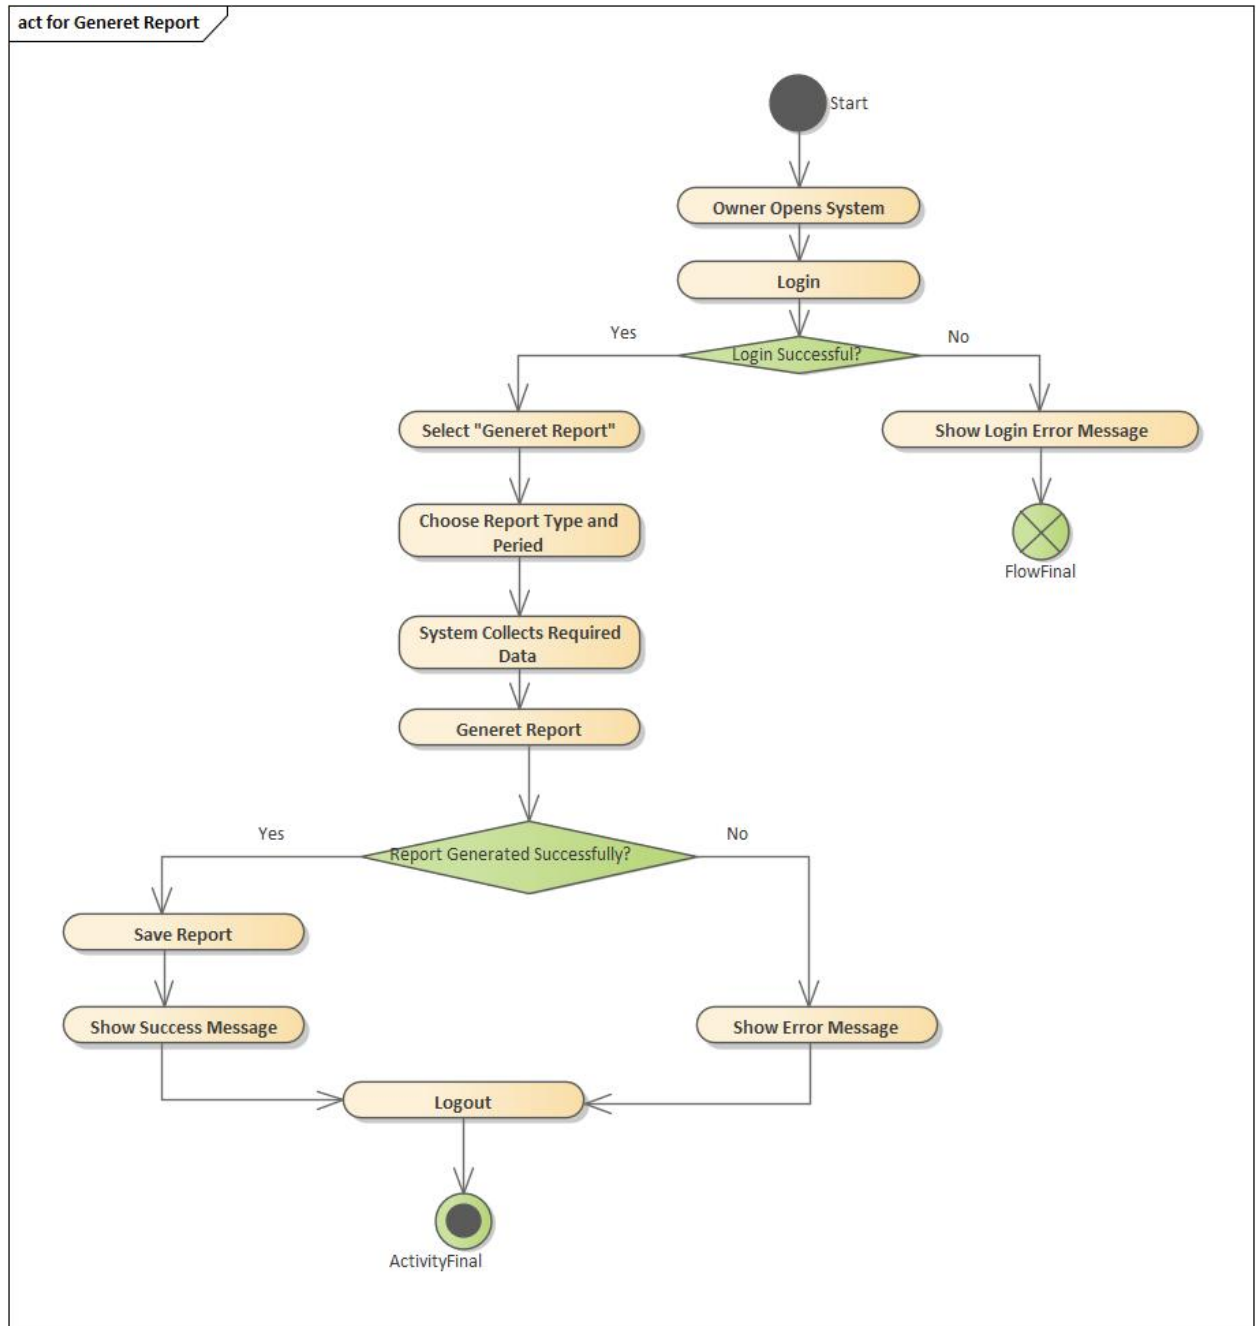 act for Generet Report
Start
Owner Opens System
Login
Yes
No
Login Successful?
Select "Generet Report"
Show Login Error Message
Choose Report Type and
Peried
FlowFinal
System Collects Required
Data
Generet Report
Yes
No
Report Generated Successfully?
Save Report
Show Success Message
Show Error Message
Logout
ActivityFinal